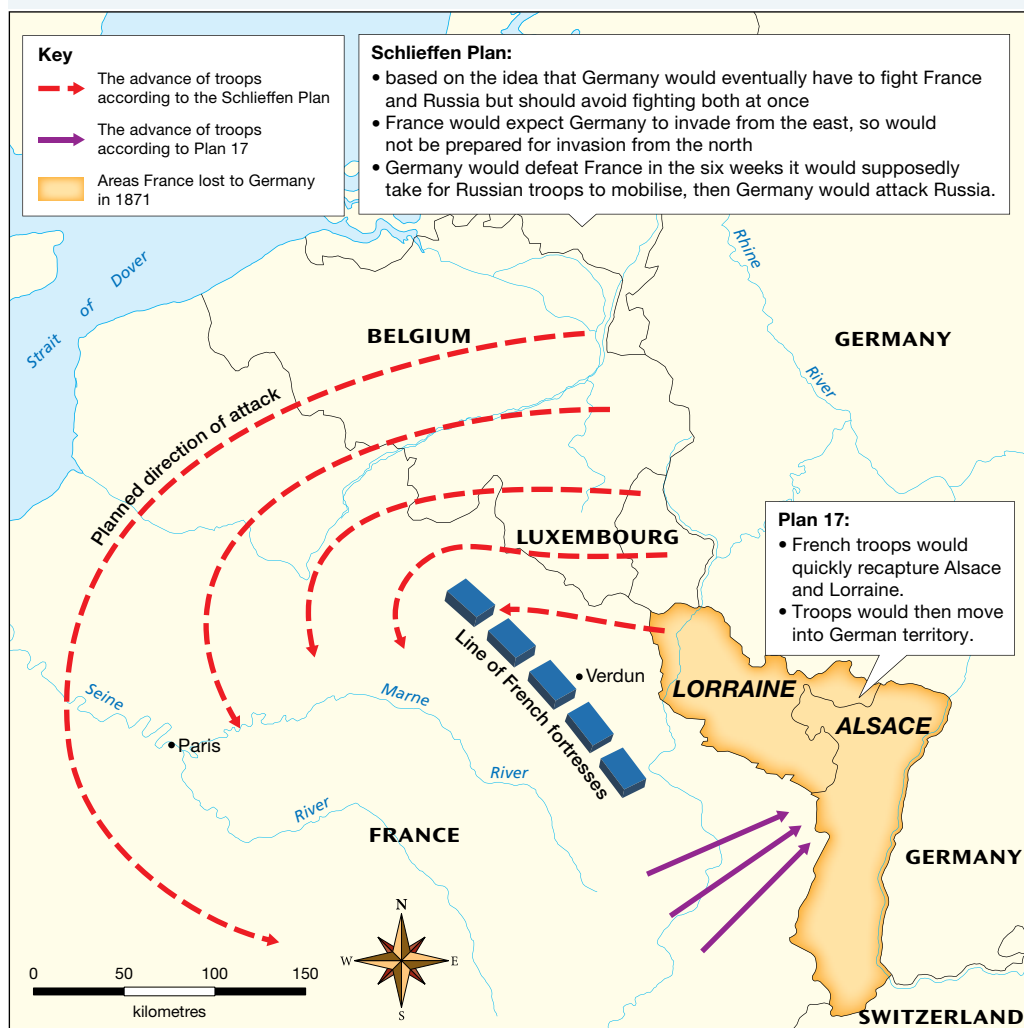 Key
The advance of troops
according to the Schlieffen Plan
The advance of troops
according to Plan 17
Areas France lost to Germany
in 1871
Schlieffen Plan:
• based on the idea that Germany would eventually have to fight France
and Russia but should avoid fighting both at once
• France would expect Germany to invade from the east, so would
not be prepared for invasion from the north
• Germany would defeat France in the six weeks it would supposedly
take for Russian troops to mobilise, then Germany would attack Russia.
Strait of Dover
Rhine
River
BELGIUM
GERMANY
Planned direction of attack
LUXEMBOURG
Plan 17:
• French troops would
quickly recapture Alsace
and Lorraine.
• Troops would then move
into German territory.
Line of French fortresses
Verdun
LORRAINE
ALSACE
Seine
Marne
Paris
River
River
FRANCE
GERMANY
N
W
E
S
0
50
100
150
kilometres
SWITZERLAND